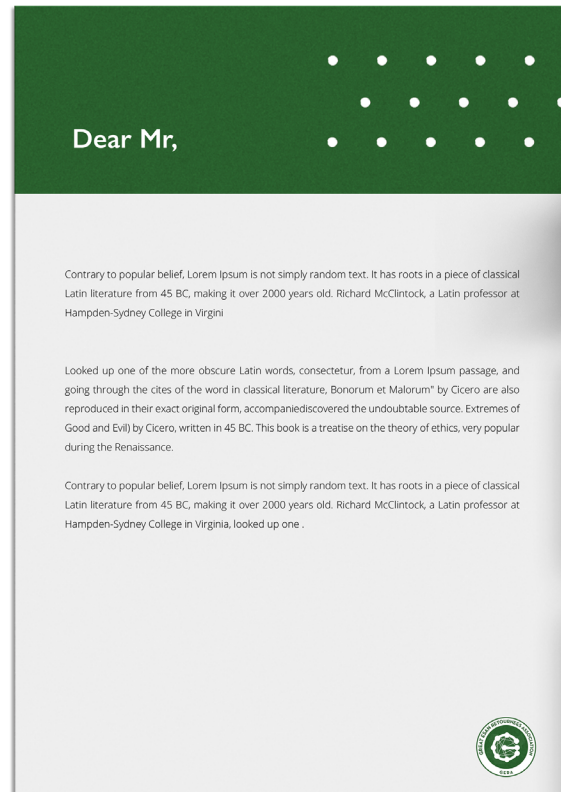 Dear Mr,
Contrary to popular belief, Lorem Ipsum is not simply random text. It has roots in a piece of classical
Latin literature from 45 BC, making it over 2000 years old. Richard McClintock, a Latin professor at
Hampden-Sydney College in Virgini
Looked up one of the more obscure Latin words, consectetur, from a Lorem Ipsum passage, and
going through the cites of the word in classical literature, Bonorum et Malorum" by Cicero are also
reproduced in their exact original form, accompaniediscovered the undoubtable source. Extremes of
Good and Evil) by Cicero, written in 45 BC. This book is a treatise on the theory of ethics, very popular
during the Renaissance.
Contrary to popular belief, Lorem Ipsum is not simply random text. It has roots in a piece of classical
Latin literature from 45 BC, making it over 2000 years old. Richard McClintock, a Latin professor at
Hampden-Sydney College in Virginia, looked up one .
GREAT ESAN RETOURNEES ASSOCIATION
GERA